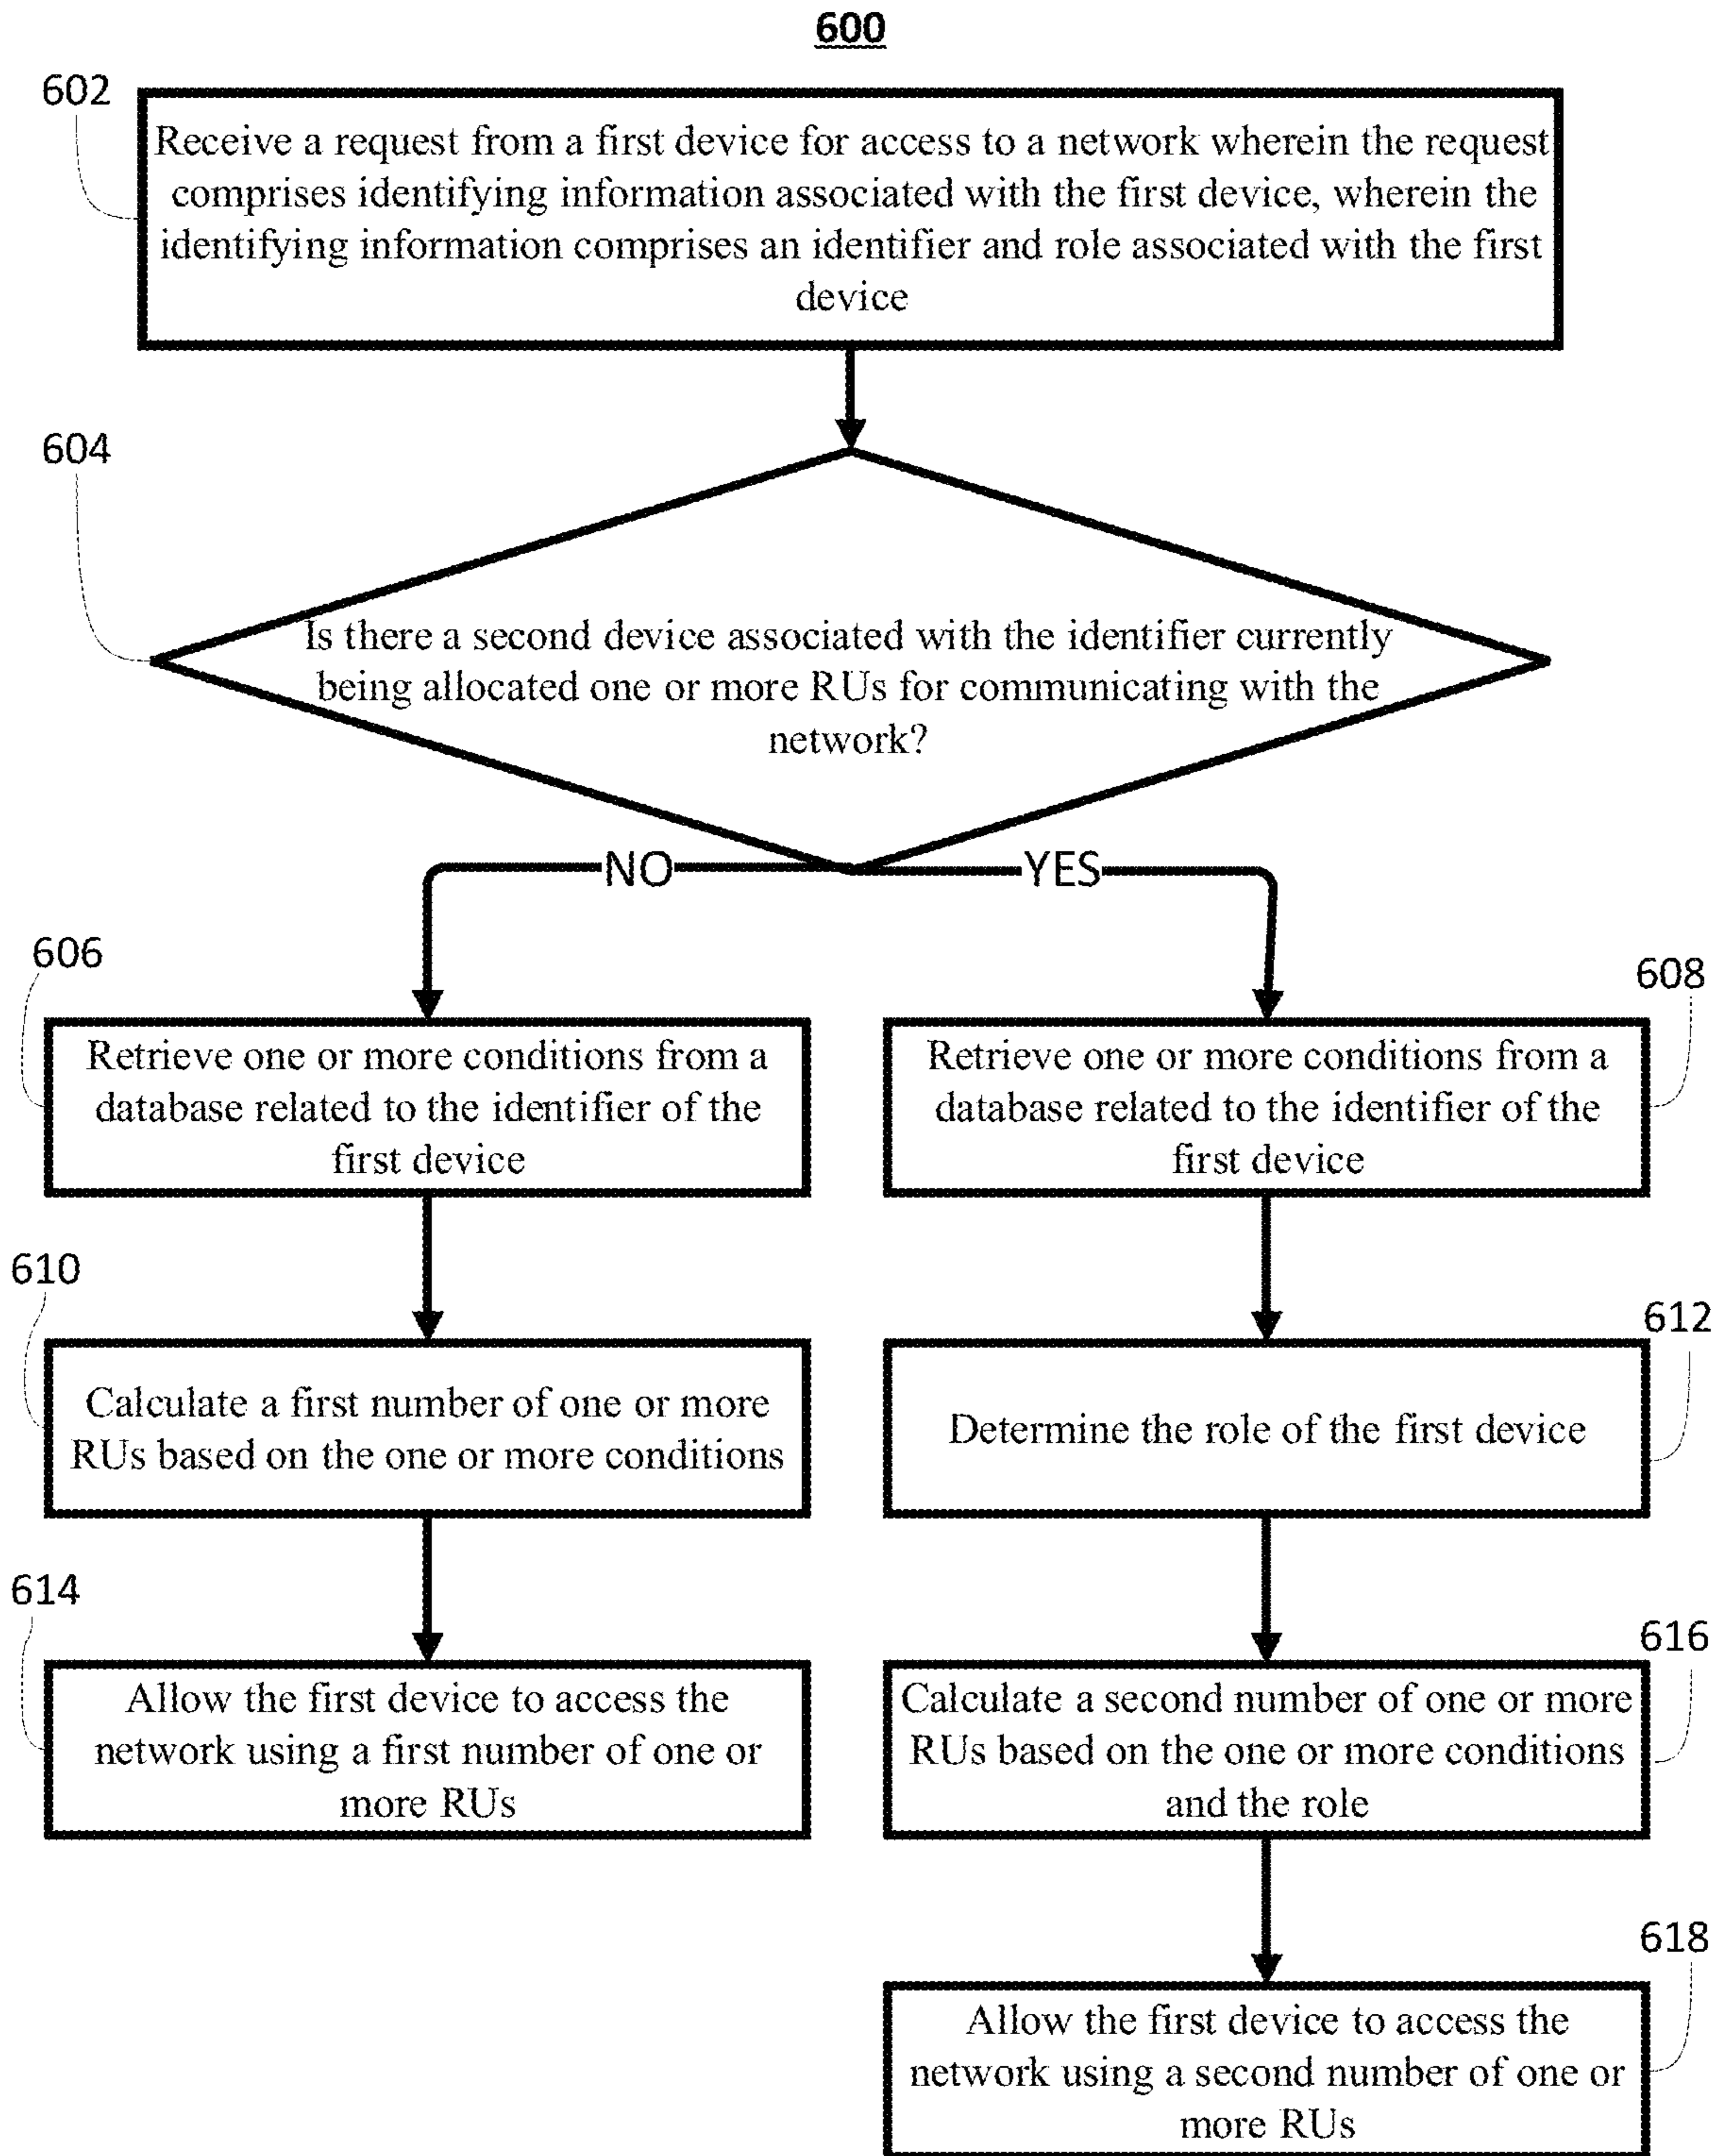 600
602
Receive a request from a first device for access to a network wherein the request
comprises identifying information associated with the first device, wherein the
identifying information comprises an identifier and role associated with the first
device
604
Is there a second device associated with the identifier currently
being allocated one or more RUs for communicating with the
network?
NO
YES
606
Retrieve one or more conditions from a
database related to the identifier of the
first device
608
Retrieve one or more conditions from a
database related to the identifier of the
first device
610
Calculate a first number of one or more
RUs based on the one or more conditions
612
Determine the role of the first device
614
Allow the first device to access the
network using a first number of one or
more RUs
616
Calculate a second number of one or more
RUs based on the one or more conditions
and the role
618
Allow the first device to access the
network using a second number of one or
more RUs